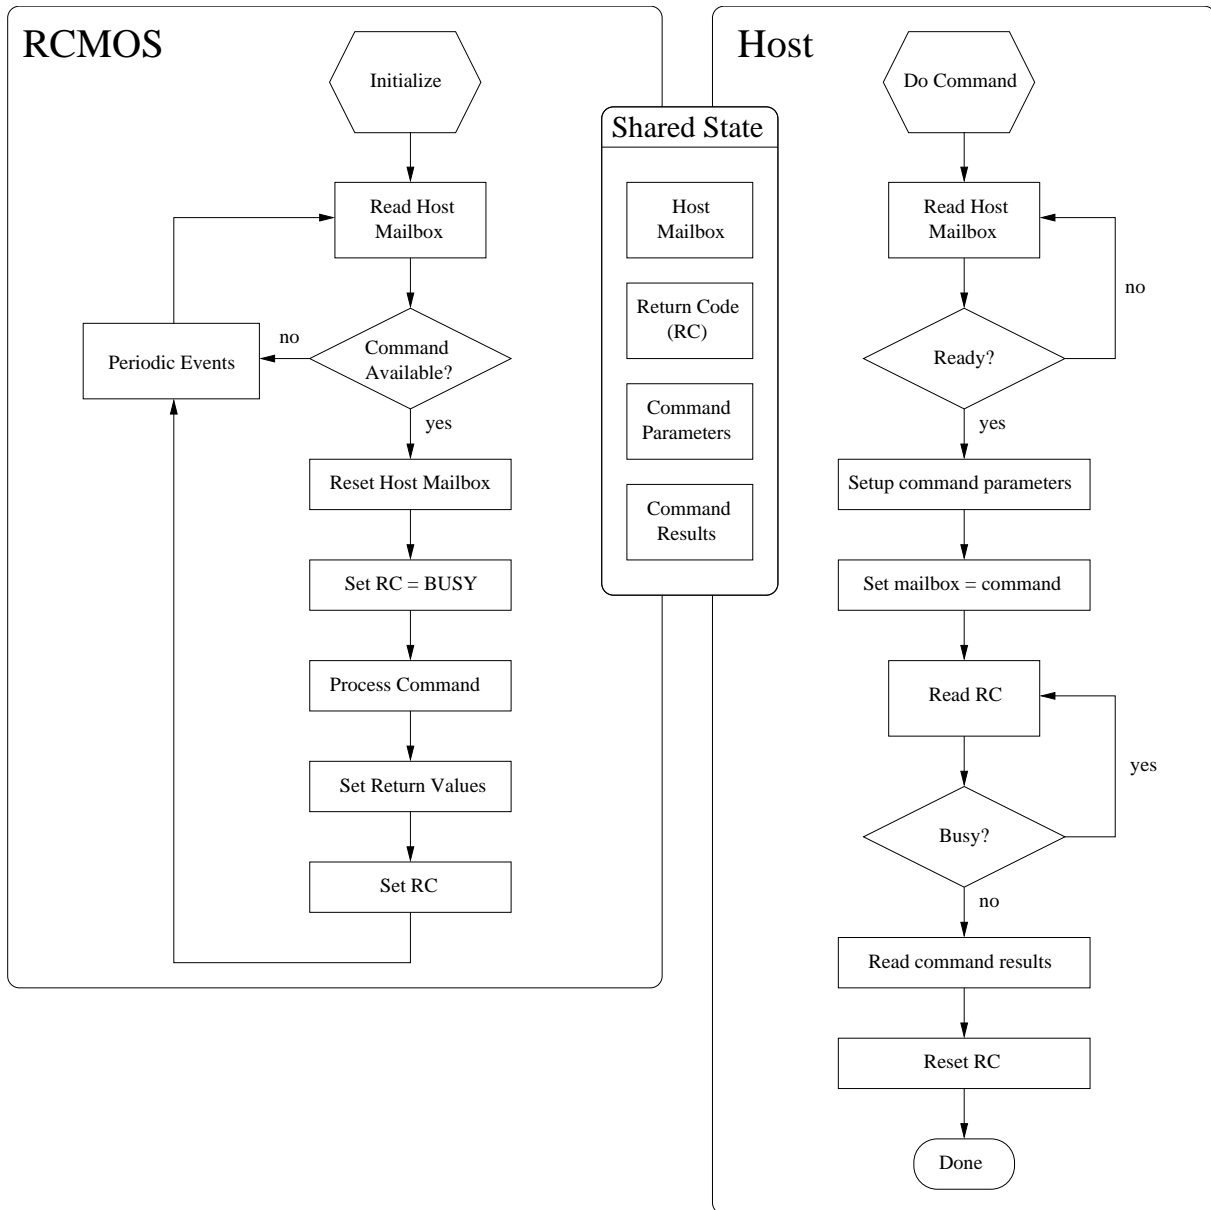 RCMOS
Initialize
Read Host
Mailbox
no
Command
Available?
Periodic Events
yes
Reset Host Mailbox
Set RC = BUSY
Process Command
Set Return Values
Set RC
Shared State
Host
Mailbox
Return Code
(RC)
Command
Parameters
Command
Results
Host
Do Command
Read Host
Mailbox
no
Ready?
yes
Setup command parameters
Set mailbox = command
Read RC
yes
Busy?
no
Read command results
Reset RC
Done